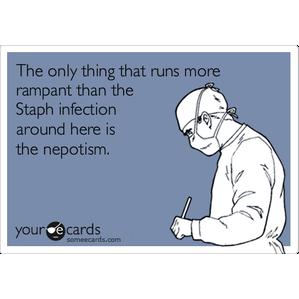 The only thing that runs more
rampant than the
Staph infection
around here is
the nepotism.
your cards
someecards.com